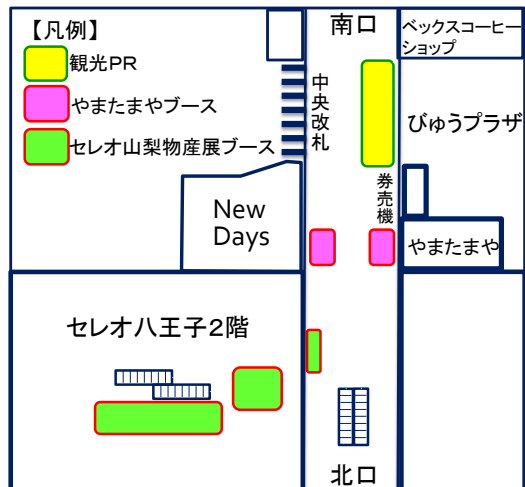 【凡例】
観光PR
やまたまやブース
セレオ山梨物産展ブース
南口
ベックスコーヒー
ショップ
中央改札
びゅうプラザ
券売機
New
Days
やまたまや
セレオ八王子2階
北口